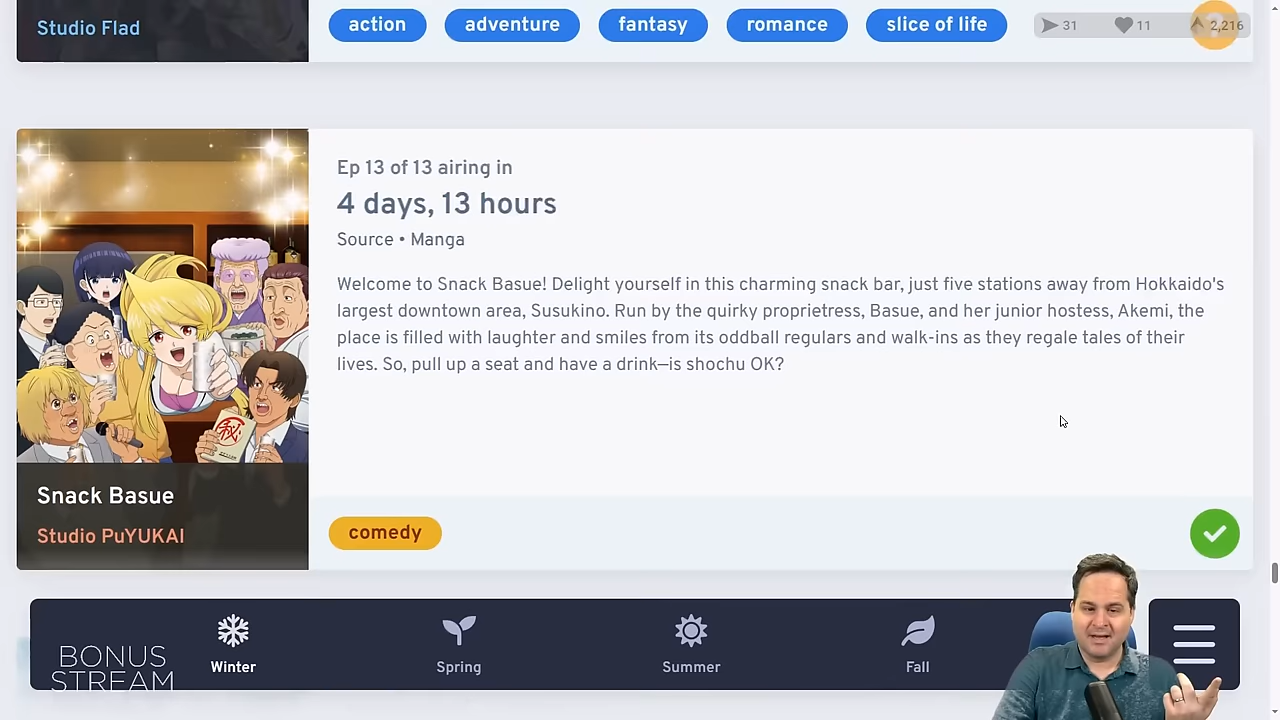 Studio Flad
action
adventure
fantasy
romance
slice of life
31
11
2,216
Ep 13 of 13 airing in
4 days, 13 hours
Source • Manga
Welcome to Snack Basue! Delight yourself in this charming snack bar, just five stations away from Hokkaido's
largest downtown area, Susukino. Run by the quirky proprietress, Basue, and her junior hostess, Akemi, the
place is filled with laughter and smiles from its oddball regulars and walk-ins as they regale tales of their
lives. So, pull up a seat and have a drink—is shochu OK?
秘
Snack Basue
Studio PuYUKAI
comedy
BONUS
STREAM
Winter
Spring
Summer
Fall